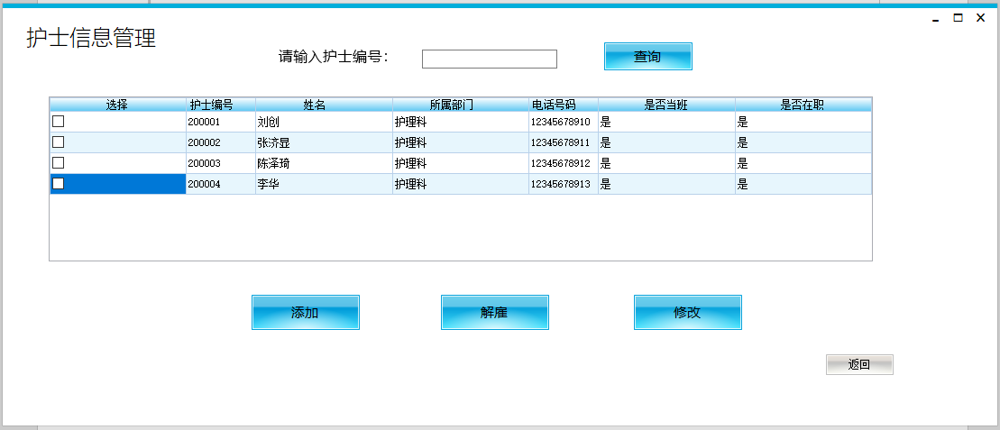 护士信息管理
请输入护士编号： 查询
选择 护士编号 姓名 所属部门 电话号码 是否当班 是否在职
200001 刘创 护理科 12345678910 是 是
200002 张济显 护理科 12345678911 是 是
200003 陈泽琦 护理科 12345678912 是 是
200004 李华 护理科 12345678913 是 是
添加 解雇 修改
返回